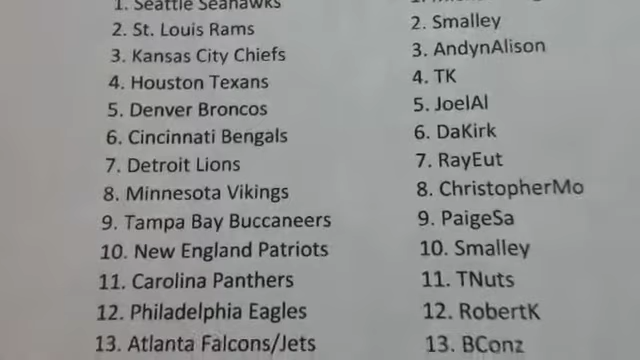 1. Seattle Seahawks
2. St. Louis Rams
3. Kansas City Chiefs
4. Houston Texans
5. Denver Broncos
6. Cincinnati Bengals
7. Detroit Lions
8. Minnesota Vikings
9. Tampa Bay Buccaneers
10. New England Patriots
11. Carolina Panthers
12. Philadelphia Eagles
13. Atlanta Falcons/Jets
2. Smalley
3. AndynAlison
4. TK
5. JoelAl
6. DaKirk
7. RayEut
8. ChristopherMo
9. PaigeSa
10. Smalley
11. TNuts
12. RobertK
13. BConz